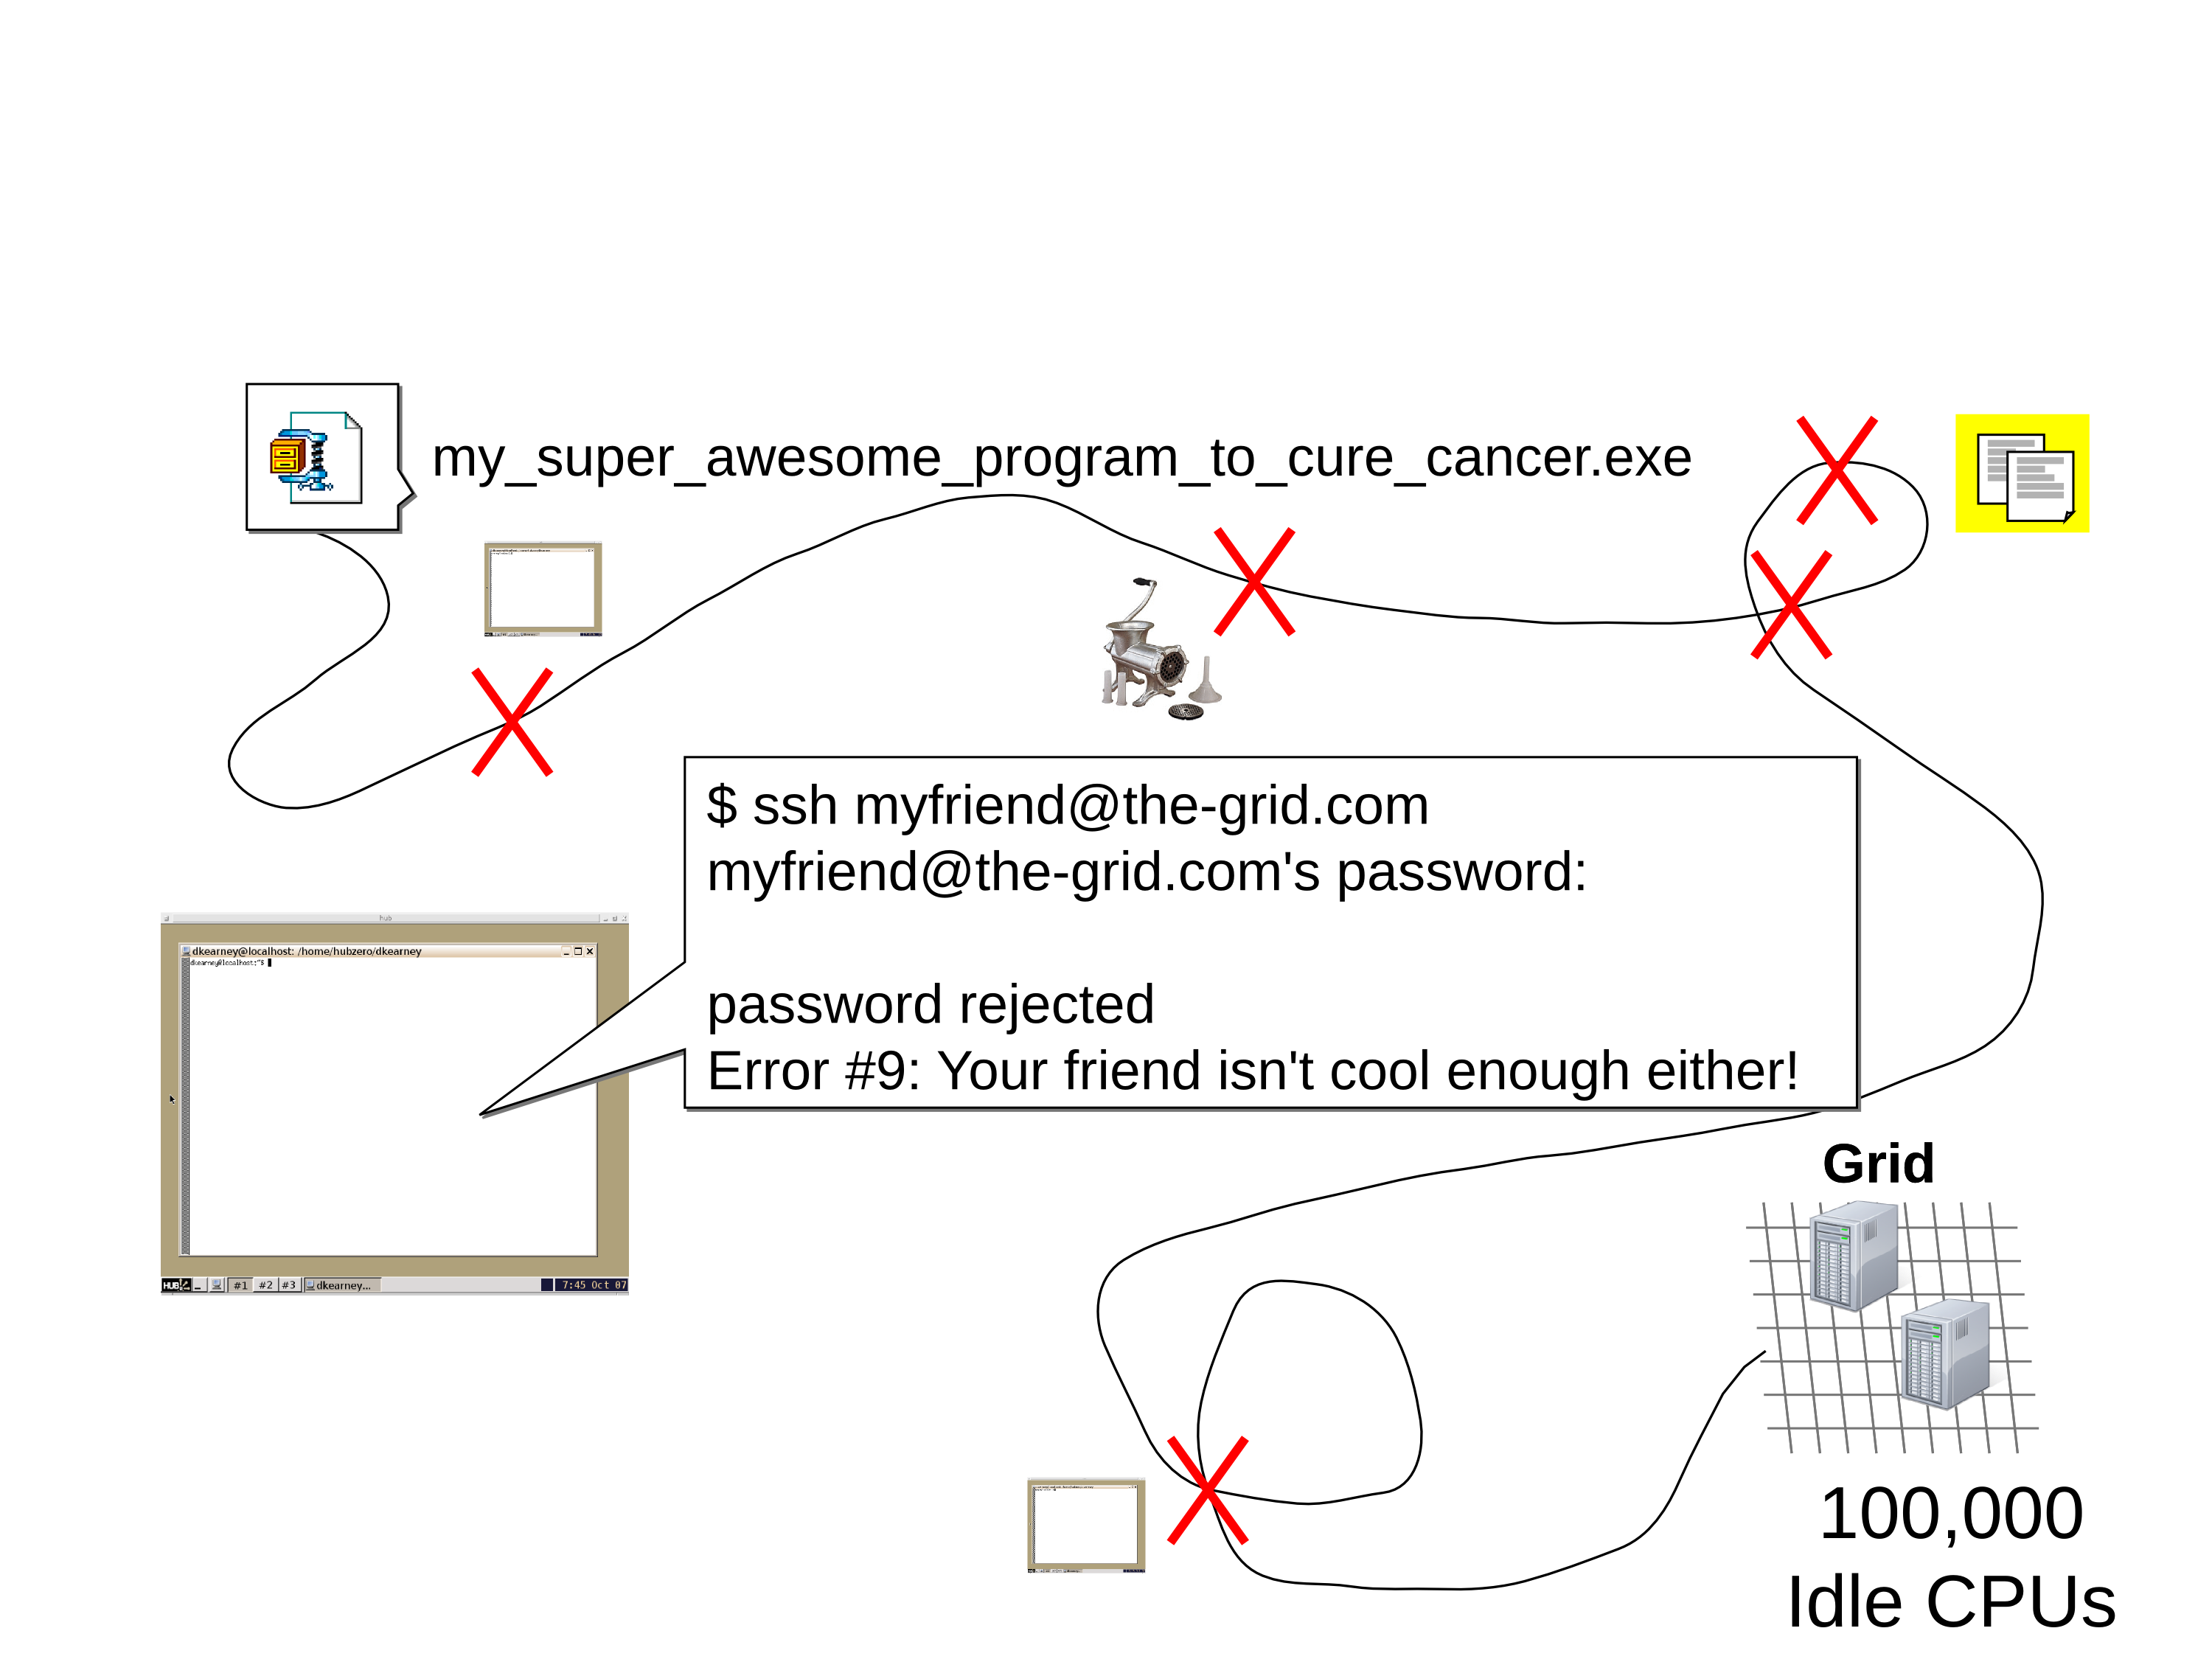 my_super_awesome_program_to_cure_cancer.exe
$ ssh myfriend@the-grid.com
myfriend@the-grid.com's password:
password rejected
Error #9: Your friend isn't cool enough either!
hub
dkearney@localhost: /home/hubzero/dkearney
dkearney@localhost:~$
HUB #1 #2 #3 dkearney... 7:45 Oct 07
Grid
100,000
Idle CPUs